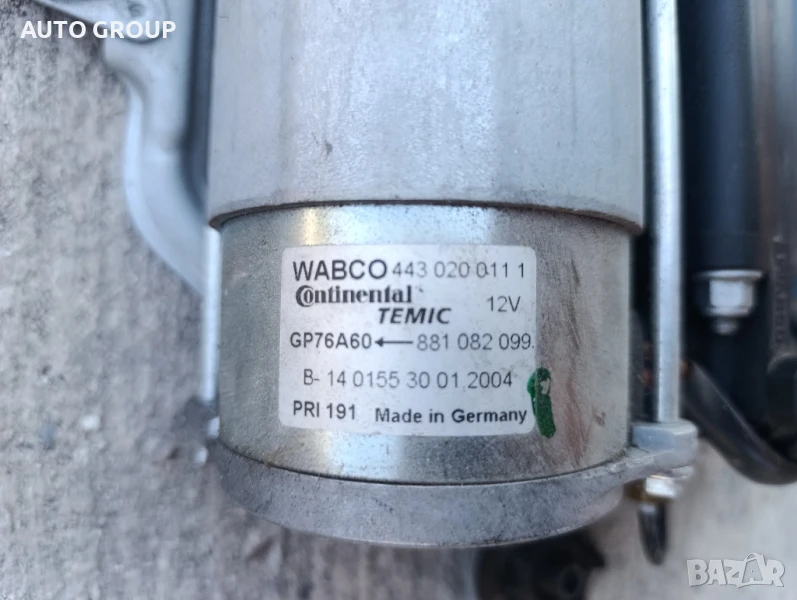 AUTO GROUP
WABCO 443 020 011 1
Continental
TEMIC 12V
GP76A60 ← 881 082 099
B- 14 0155 30 01 2004
PRI 191 Made in Germany
BAZAR